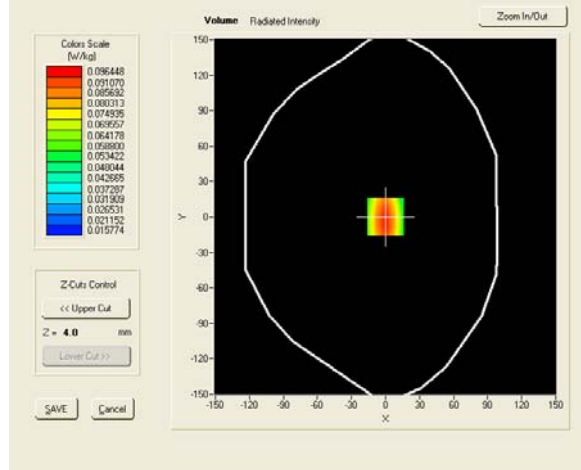 Volume Radiated Intensity
Zoom In/Out
Colors Scale
(W/kg)
0.096448
0.091070
0.085692
0.080313
0.074935
0.069557
0.064178
0.058800
0.053422
0.048044
0.042665
0.037287
0.031909
0.026531
0.021152
0.015774
Z-Cuts Control
<< Upper Cut
Z = 4.0 mm
Lower Cut >>
SAVE Cancel
150
120
90
60
30
0
-30
-60
-90
-120
-150
Y
-150 -120 -90 -60 -30 0 30 60 90 120 150
X